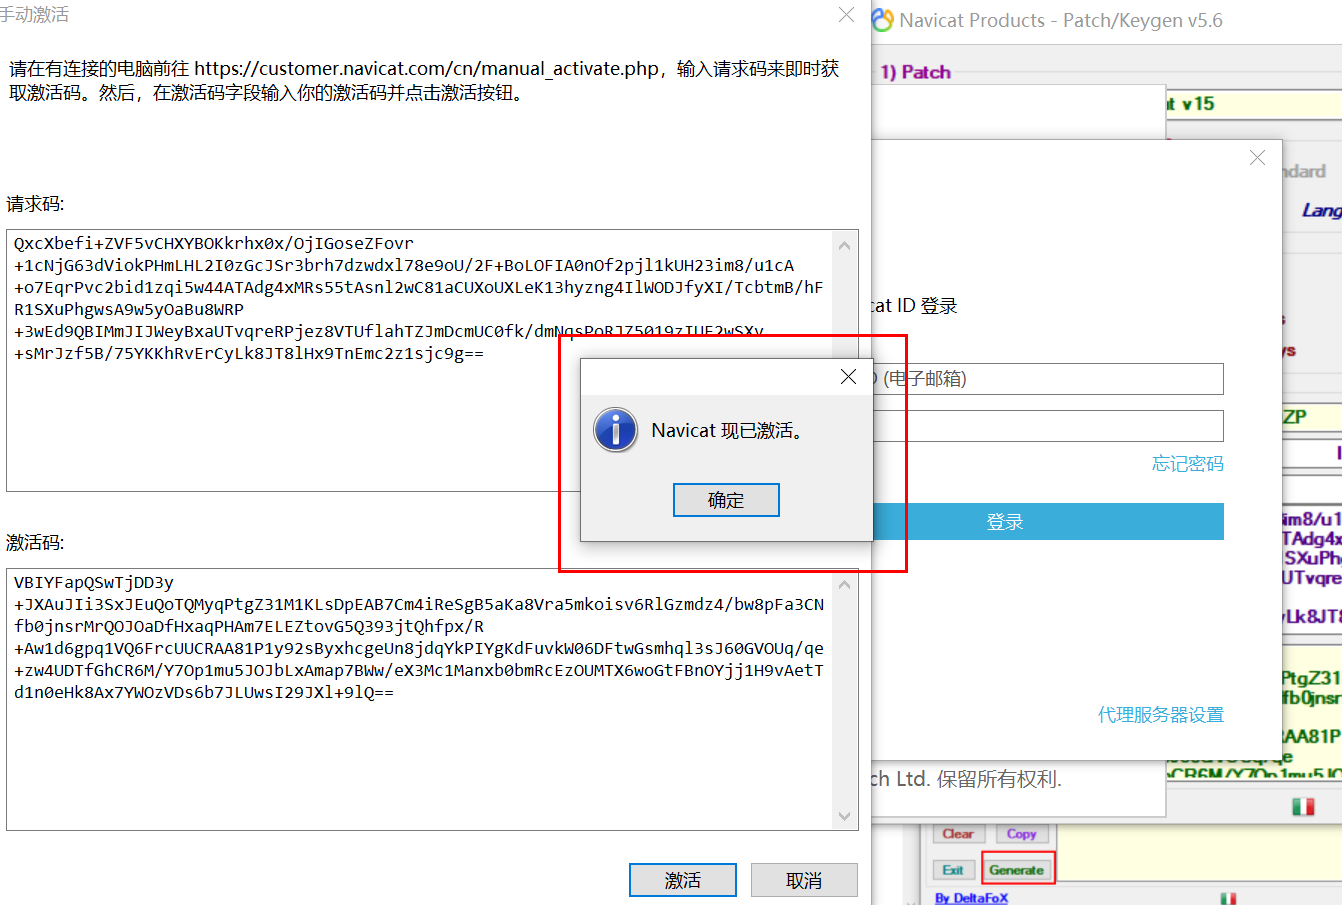 手动激活
Navicat Products - Patch/Keygen v5.6
请在有连接的电脑前往 https://customer.navicat.com/cn/manual_activate.php，输入请求码来即时获
取激活码。然后，在激活码字段输入你的激活码并点击激活按钮。
1) Patch
v15
请求码:
QxcXbefi+ZVF5vCHXYBOKkrhx0x/OjIGoseZFovr
+1cNjG63dViokPHmLHL2I0zGcJSr3brh7dzwdxl78e9oU/2F+BoLOFIA0nOf2pjl1kUH23im8/u1cA
+o7EqrPvc2bid1zqi5w44ATAdg4xMRs55tAsnl2wC81aCUXoUXLeK13hyzng4IlWODJfyXI/TcbtmB/hF
R1SXuPhgwsA9w5yOaBu8WRP
+3wEd9QBIMmJIJWeyBxaUTvqreRPjez8VTUflahTZJmDcmUC0fk/dmNqsPoRJZ5019zIUE2wSXv
+sMrJzf5B/75YKKhRvErCyLk8JT8lHx9TnEmc2z1sjc9g==
ndard
Lang
cat ID 登录
(电子邮箱)
忘记密码
登录
代理服务器设置
Navicat 现已激活。
确定
激活码:
VBIYFapQSwTjDD3y
+JXAuJIi3SxJEuQoTQMyqPtgZ31M1KLsDpEAB7Cm4iReSgB5aKa8Vra5mkoisv6RlGzmdz4/bw8pFa3CN
fb0jnsrMrQOJOaDfHxaqPHAm7ELEZtovG5Q393jtQhfpx/R
+Aw1d6gpq1VQ6FrcUUCRAA81P1y92sByxhcgeUn8jdqYkPIYgKdFuvkW06DFtwGsmhql3sJ60GVOUq/qe
+zw4UDTfGhCR6M/Y7Op1mu5JOJbLxAmap7BWw/eX3Mc1Manxb0bmRcEzOUMTX6woGtFBnOYjj1H9vAetT
d1n0eHk8Ax7YWOzVDs6b7JLUwsI29JXl+9lQ==
ZP
im8/u1
TAdg4x
SXuPh
UTvqre
Lk8JT8
PtgZ31
fb0jnsr
AA81P
ch Ltd. 保留所有权利.
Clear
Copy
Exit
Generate
By DeltaFoX
激活
取消